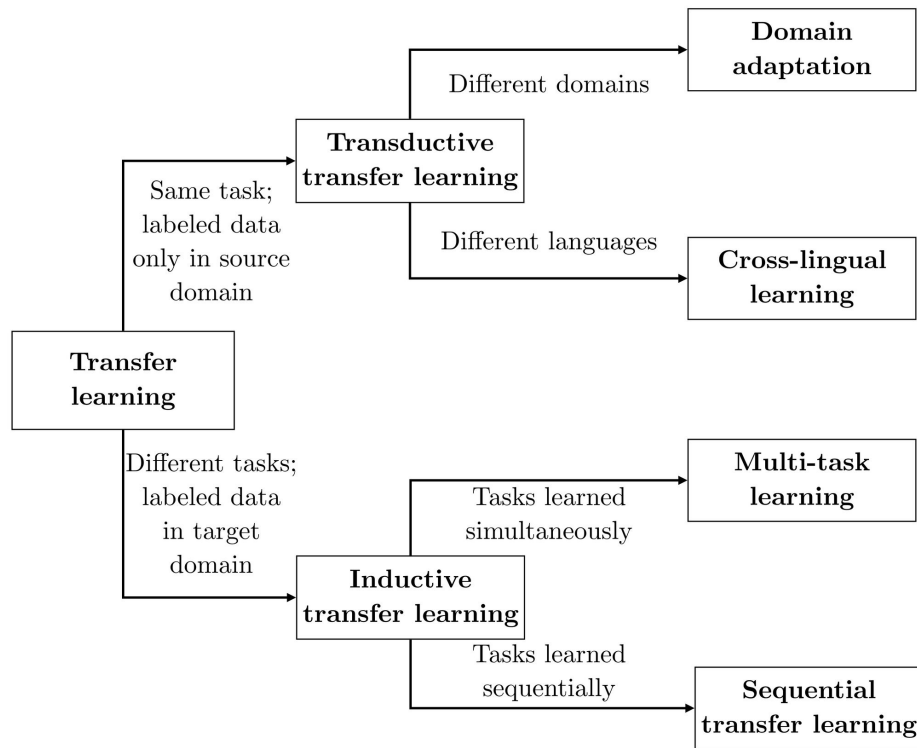 Domain
adaptation
Different domains
Transductive
transfer learning
Same task;
labeled data
only in source
domain
Different languages
Cross-lingual
learning
Transfer
learning
Different tasks;
labeled data
in target
domain
Multi-task
learning
Tasks learned
simultaneously
Inductive
transfer learning
Tasks learned
sequentially
Sequential
transfer learning